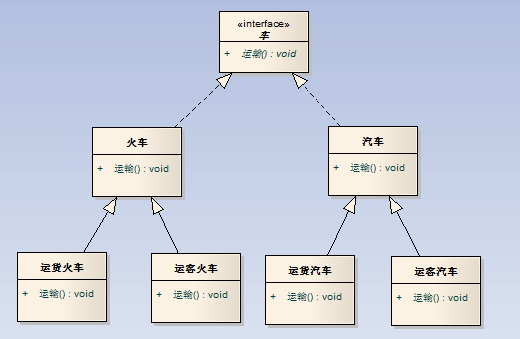 «interface»
车
+ 运输() : void
火车
+ 运输() : void
汽车
+ 运输() : void
运货火车
+ 运输() : void
运客火车
+ 运输() : void
运货汽车
+ 运输() : void
运客汽车
+ 运输() : void